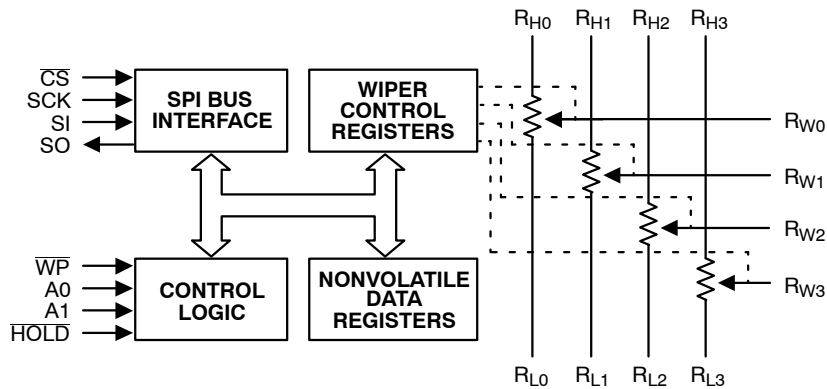 RH0 RH1 RH2 RH3
CS
SCK
SI
SO
SPI BUS
INTERFACE
WIPER
CONTROL
REGISTERS
RW0
RW1
RW2
RW3
WP
A0
A1
HOLD
CONTROL
LOGIC
NONVOLATILE
DATA
REGISTERS
RL0 RL1 RL2 RL3